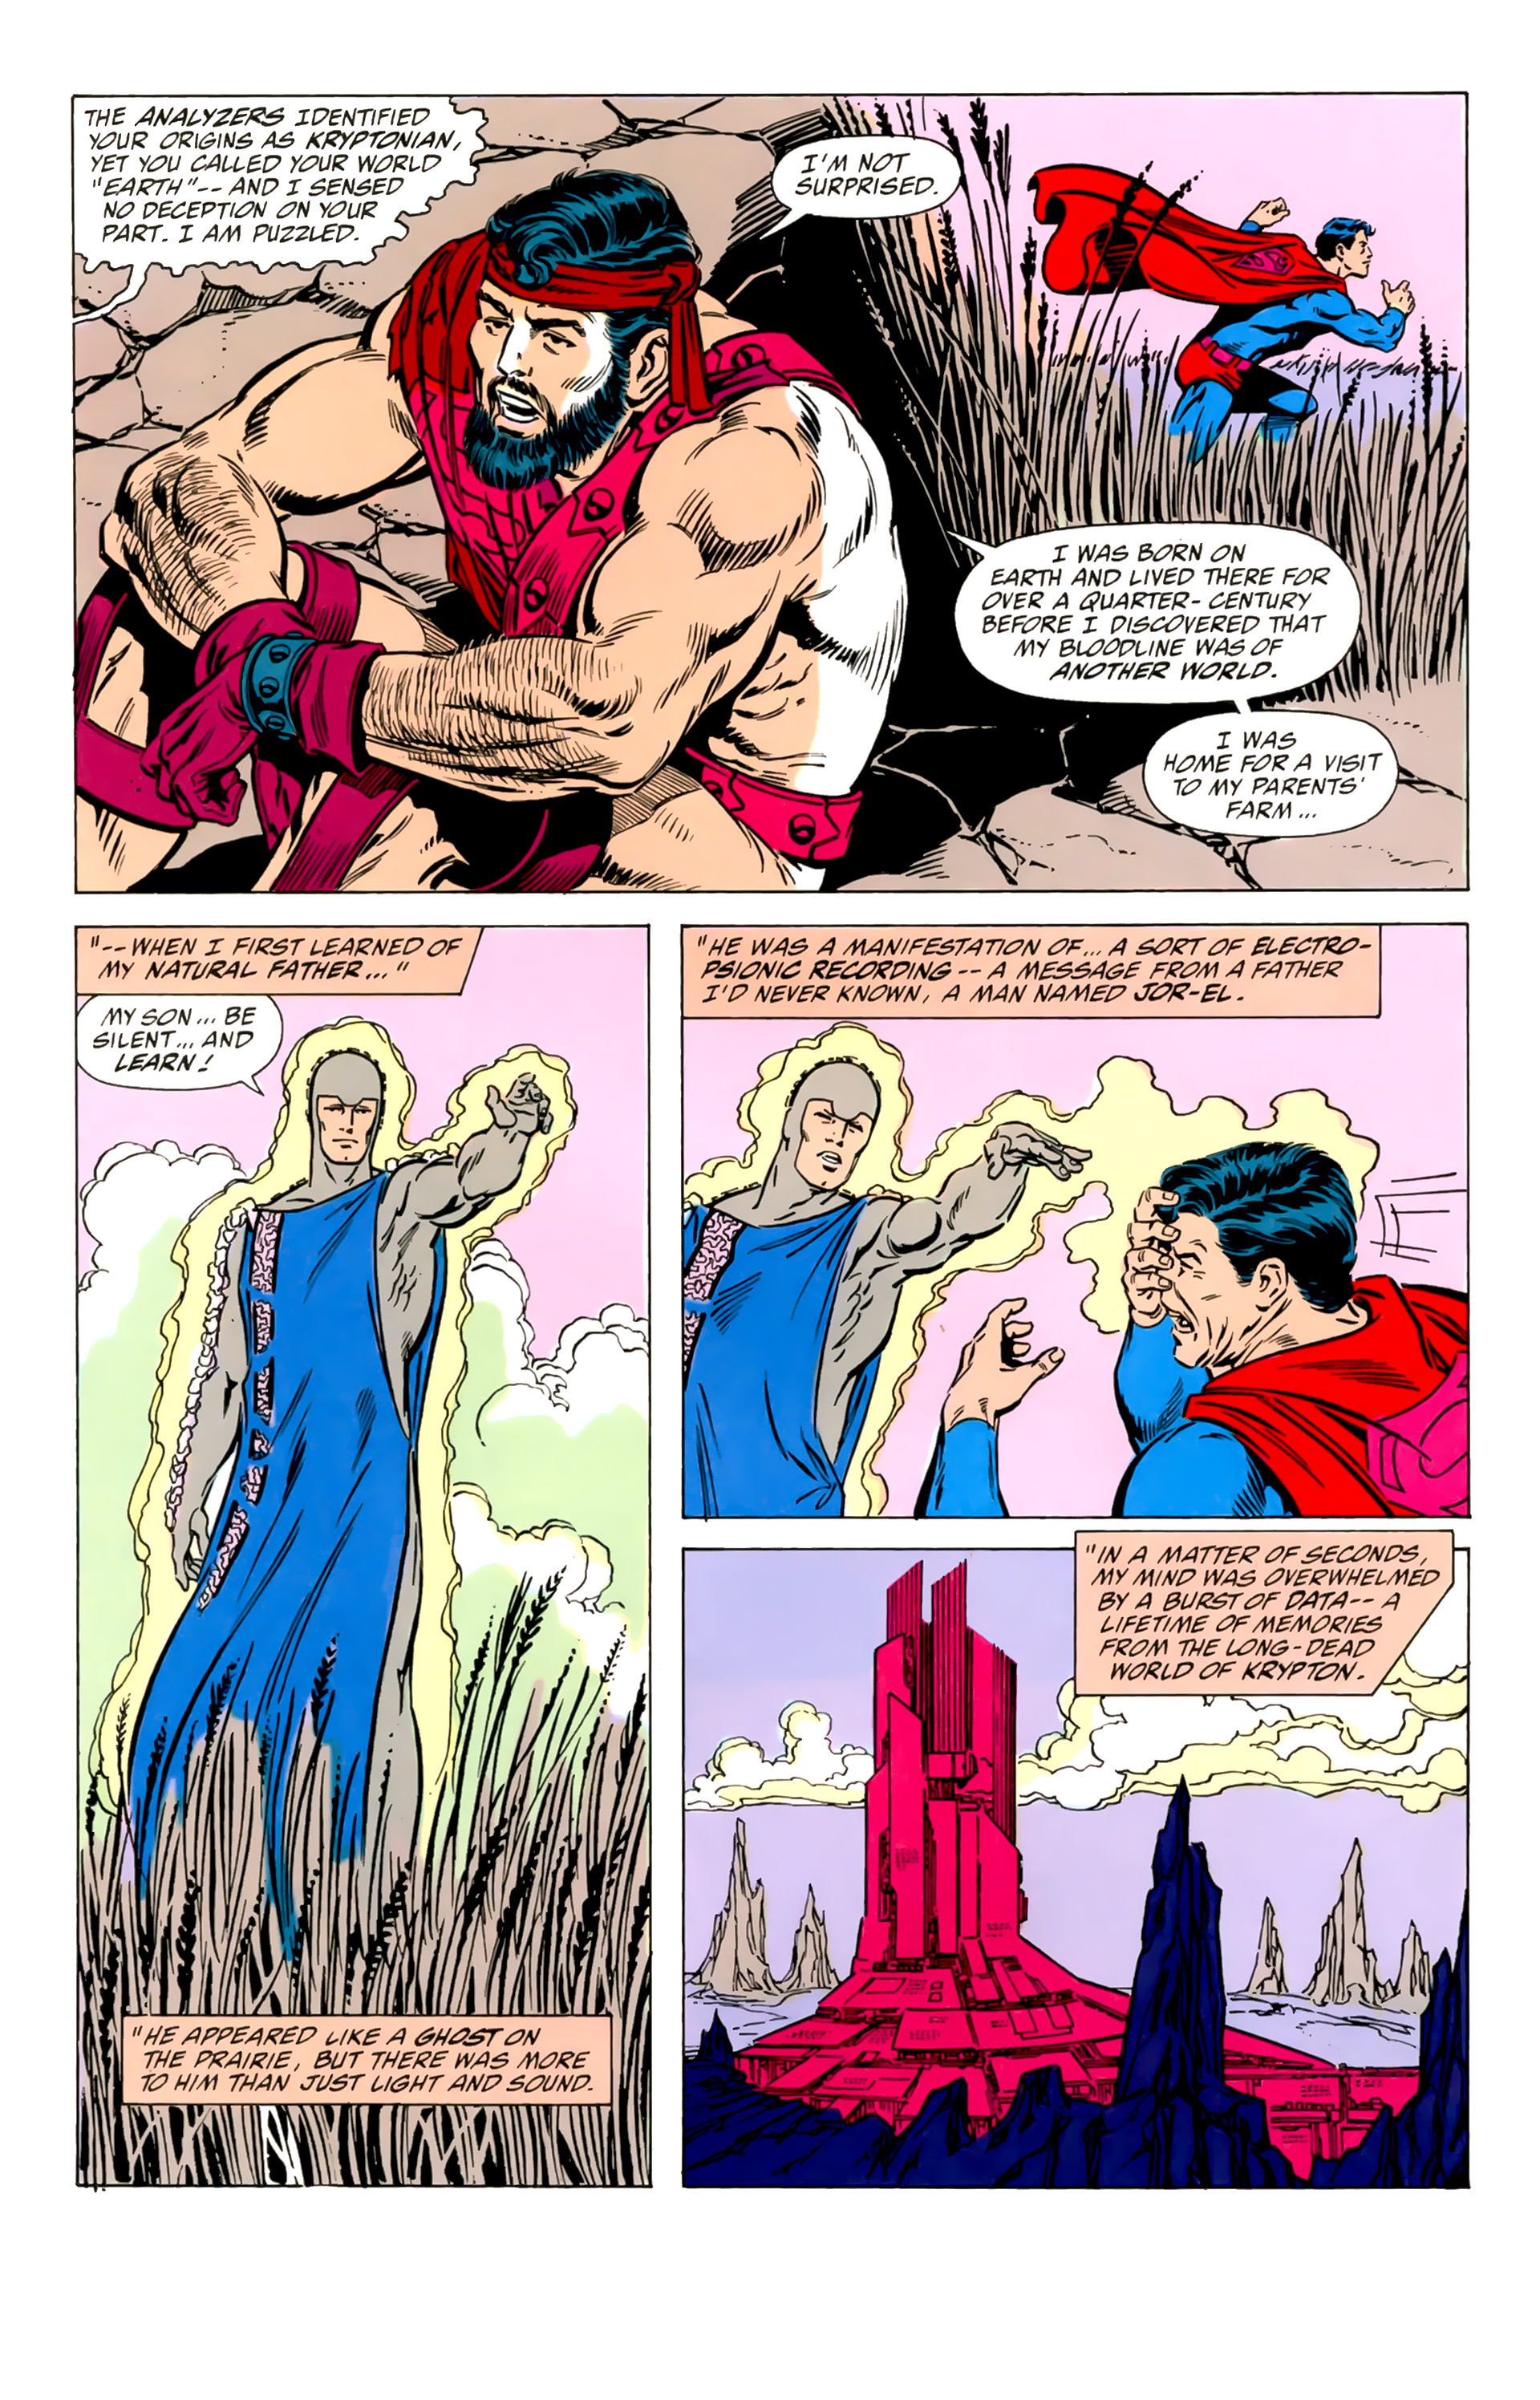 THE ANALYZERS IDENTIFIED
YOUR ORIGINS AS KRYPTONIAN,
YET YOU CALLED YOUR WORLD
"EARTH"-- AND I SENSED
NO DECEPTION ON YOUR
PART. I AM PUZZLED.
I'M NOT
SURPRISED.
I WAS BORN ON
EARTH AND LIVED THERE FOR
OVER A QUARTER-CENTURY
BEFORE I DISCOVERED THAT
MY BLOODLINE WAS OF
ANOTHER WORLD.
I WAS
HOME FOR A VISIT
TO MY PARENTS'
FARM...
"--WHEN I FIRST LEARNED OF
MY NATURAL FATHER..."
MY SON... BE
SILENT... AND
LEARN!
"HE APPEARED LIKE A GHOST ON
THE PRAIRIE, BUT THERE WAS MORE
TO HIM THAN JUST LIGHT AND SOUND.
"HE WAS A MANIFESTATION OF... A SORT OF ELECTRO-
PSIONIC RECORDING -- A MESSAGE FROM A FATHER
I'D NEVER KNOWN, A MAN NAMED JOR-EL.
"IN A MATTER OF SECONDS,
MY MIND WAS OVERWHELMED
BY A BURST OF DATA-- A
LIFETIME OF MEMORIES
FROM THE LONG-DEAD
WORLD OF KRYPTON.